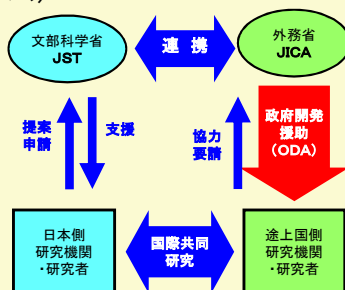 文部科学省
JST
連 携
外務省
JICA
提案
申請
支援
協力
要請
政府開発
援助
(ODA)
日本側
研究機関
・研究者
国際共同
研究
途上国側
研究機関
・研究者